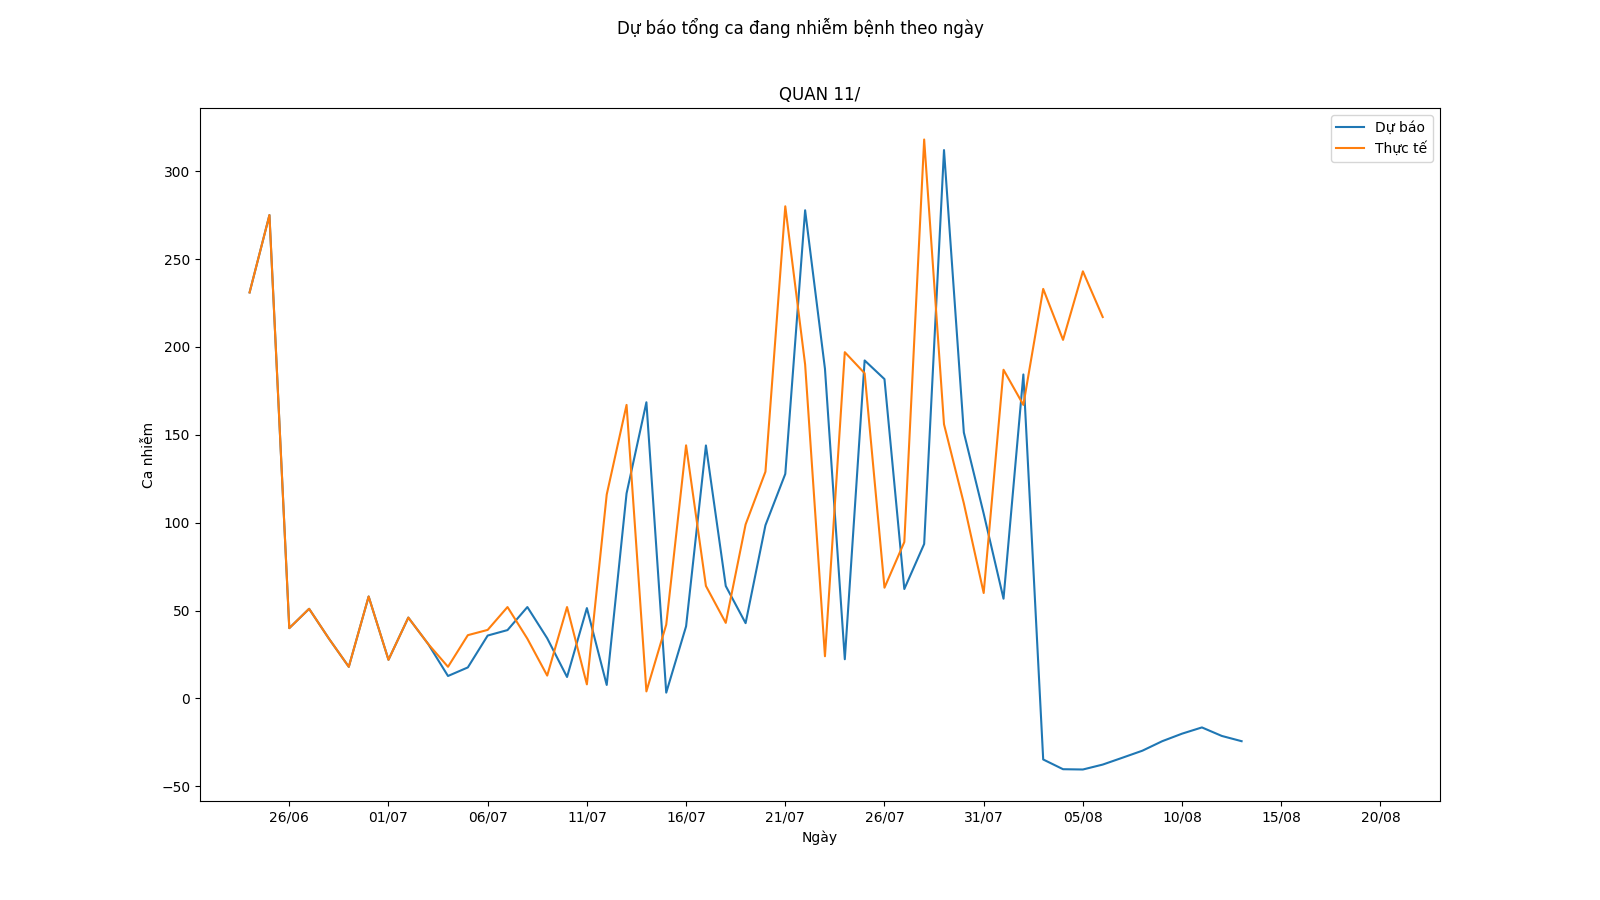 Dự báo tổng ca đang nhiễm bệnh theo ngày
QUAN 11/
Dự báo
Thực tế
300
250
200
150
100
50
0
−50
Ca nhiễm
26/06 01/07 06/07 11/07 16/07 21/07 26/07 31/07 05/08 10/08 15/08 20/08
Ngày